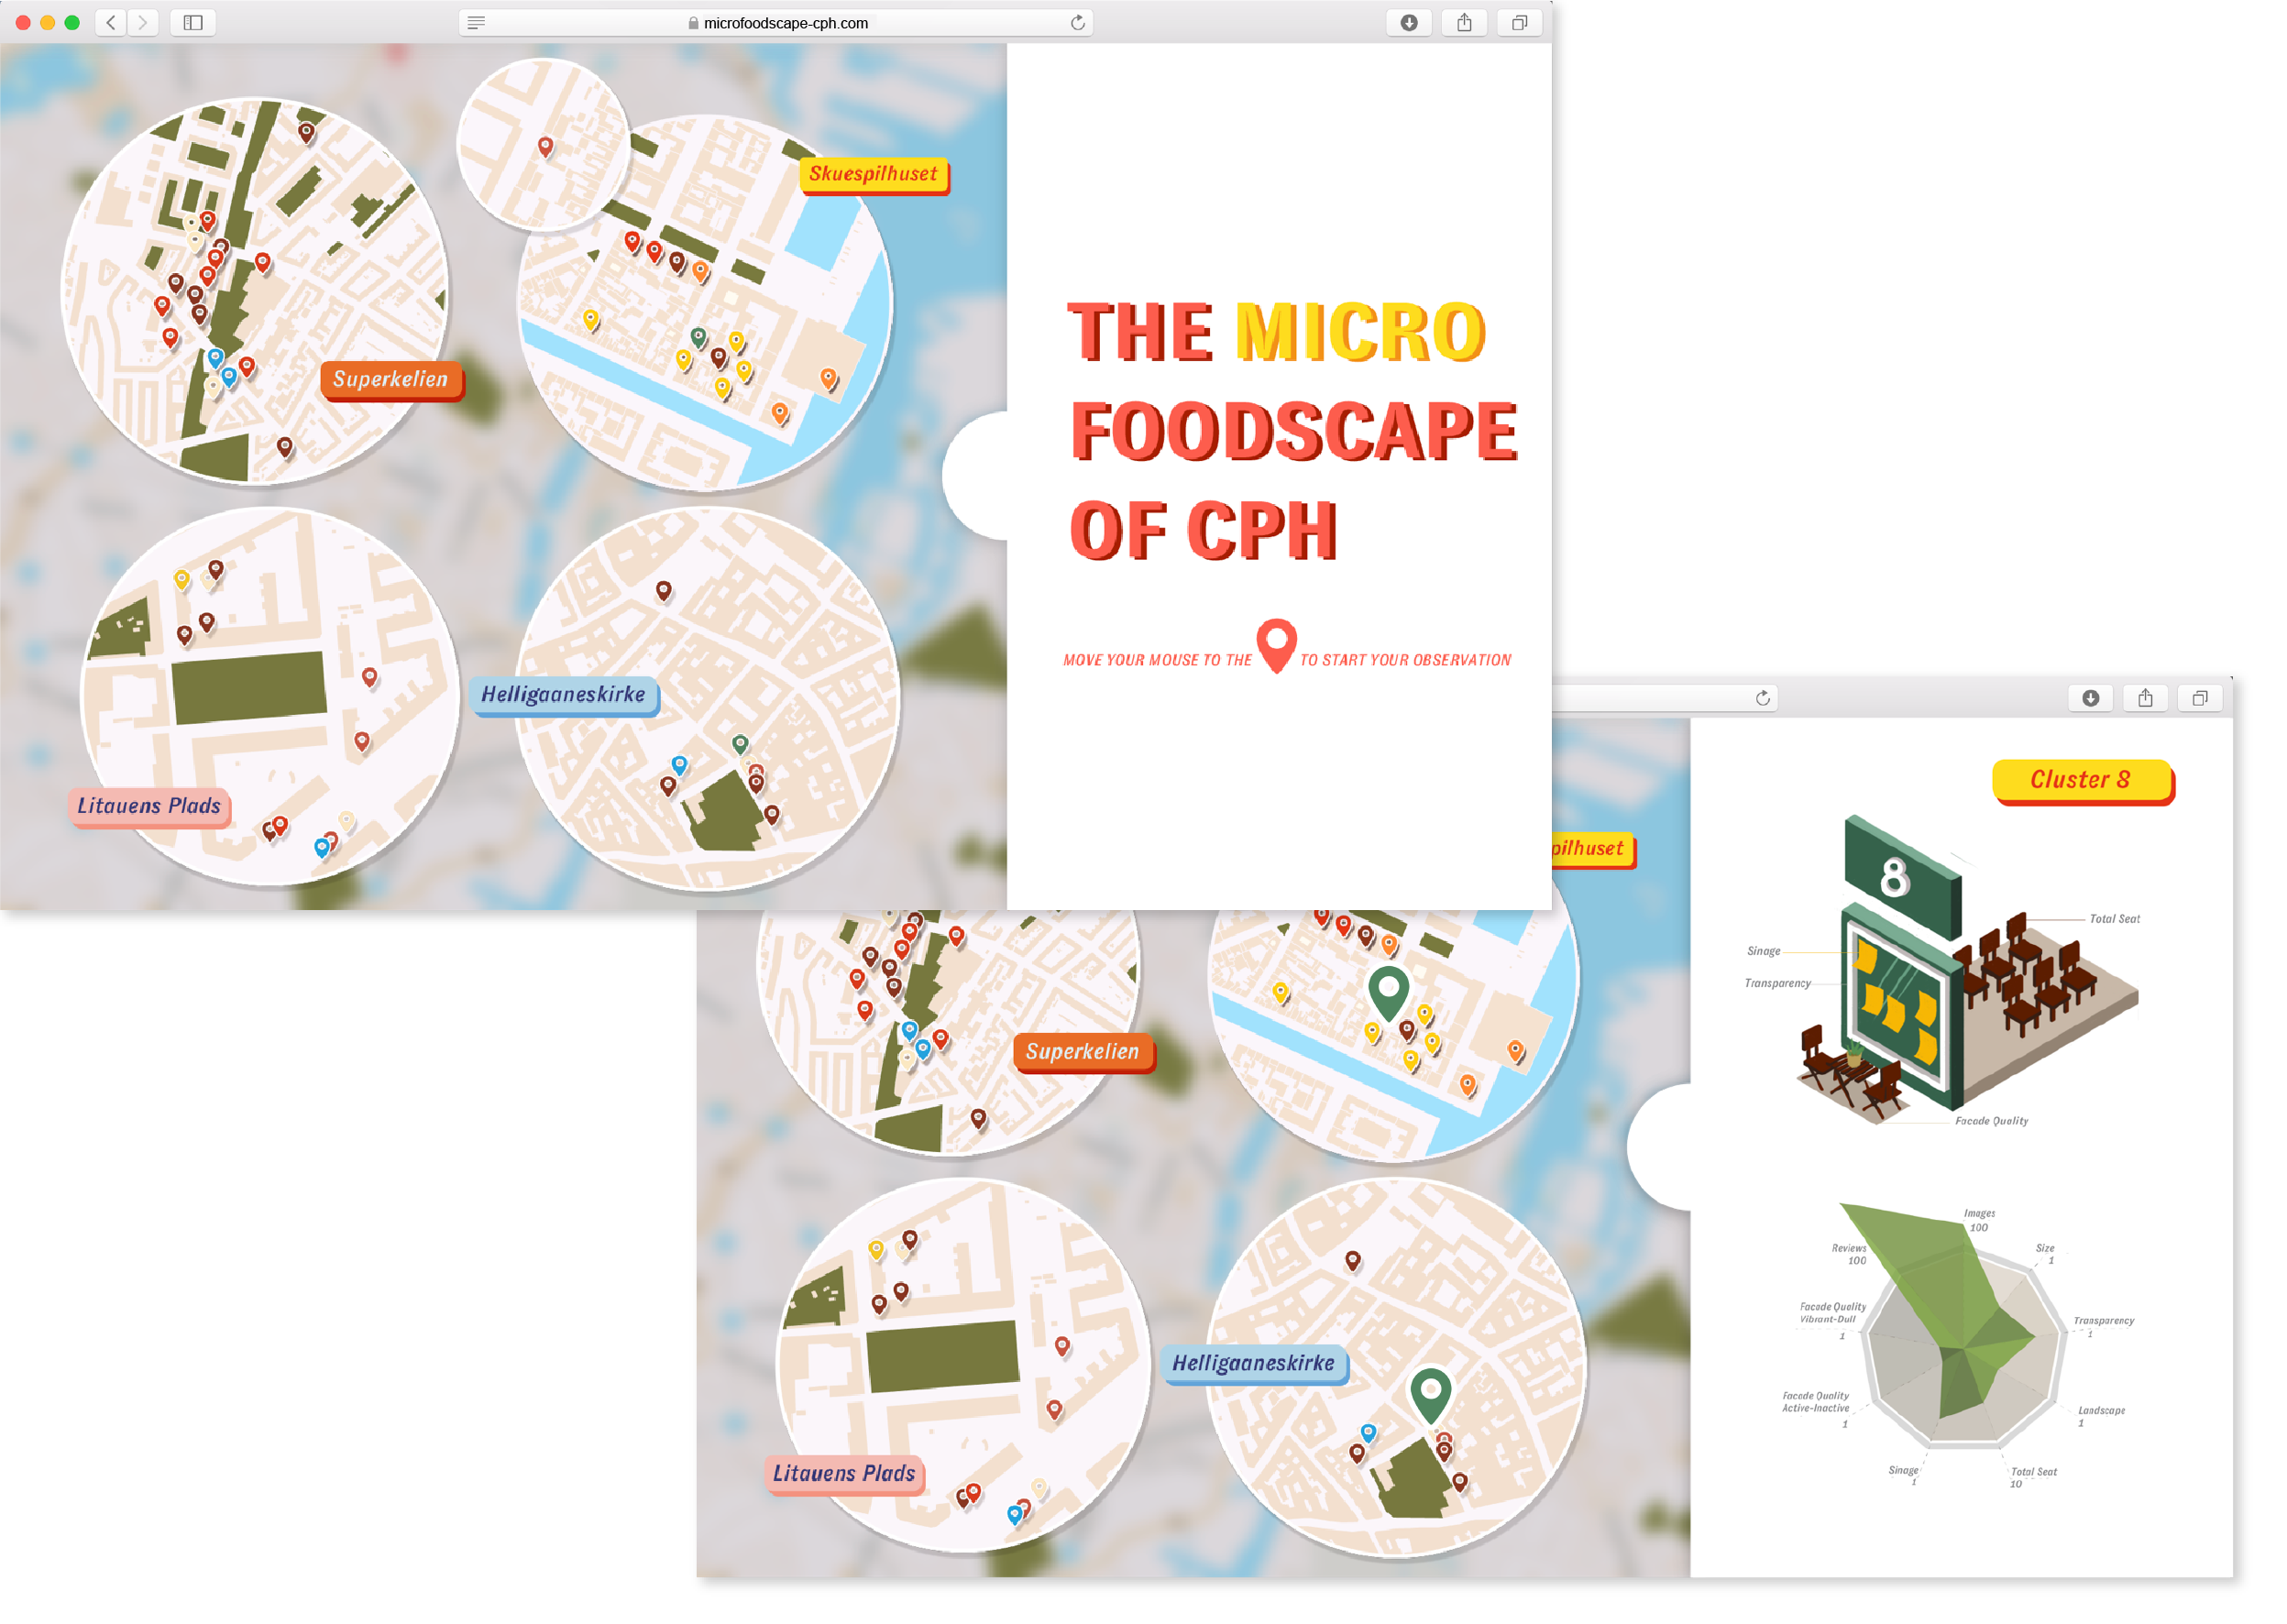 microfoodscape-cph.com
Skuespilhuset
Superkelien
Helligaaneskirke
Litauens Plads
THE MICRO
FOODSCAPE
OF CPH
MOVE YOUR MOUSE TO THE TO START YOUR OBSERVATION
pilhuset
Superkelien
Helligaaneskirke
Litauens Plads
Cluster 8
8
Total Seat
Sinage
Transparency
Facade Quality
Images
100
Reviews
100
Size
1
Facade Quality
Vibrant-Dull
1
Transparency
1
Facade Quality
Active-Inactive
1
Landscape
1
Sinage
1
Total Seat
10